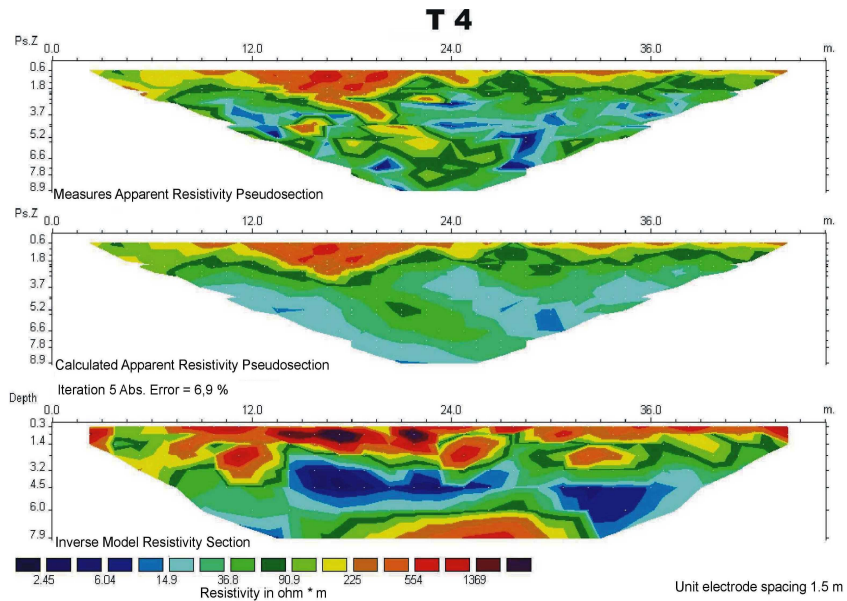 T 4
Ps.Z 0.0 12.0 24.0 36.0 m.
0.6
1.8
3.7
5.2
6.6
7.8
8.9
Measures Apparent Resistivity Pseudosection
Ps.Z 0.0 12.0 24.0 36.0 m.
0.6
1.8
3.7
5.2
6.6
7.8
8.9
Calculated Apparent Resistivity Pseudosection
Iteration 5 Abs. Error = 6,9 %
Depth 0.0 12.0 24.0 36.0 m.
0.3
1.4
3.2
4.5
6.0
7.9
Inverse Model Resistivity Section
2.45 6.04 14.9 36.8 90.9 225 554 1369
Resistivity in ohm * m
Unit electrode spacing 1.5 m